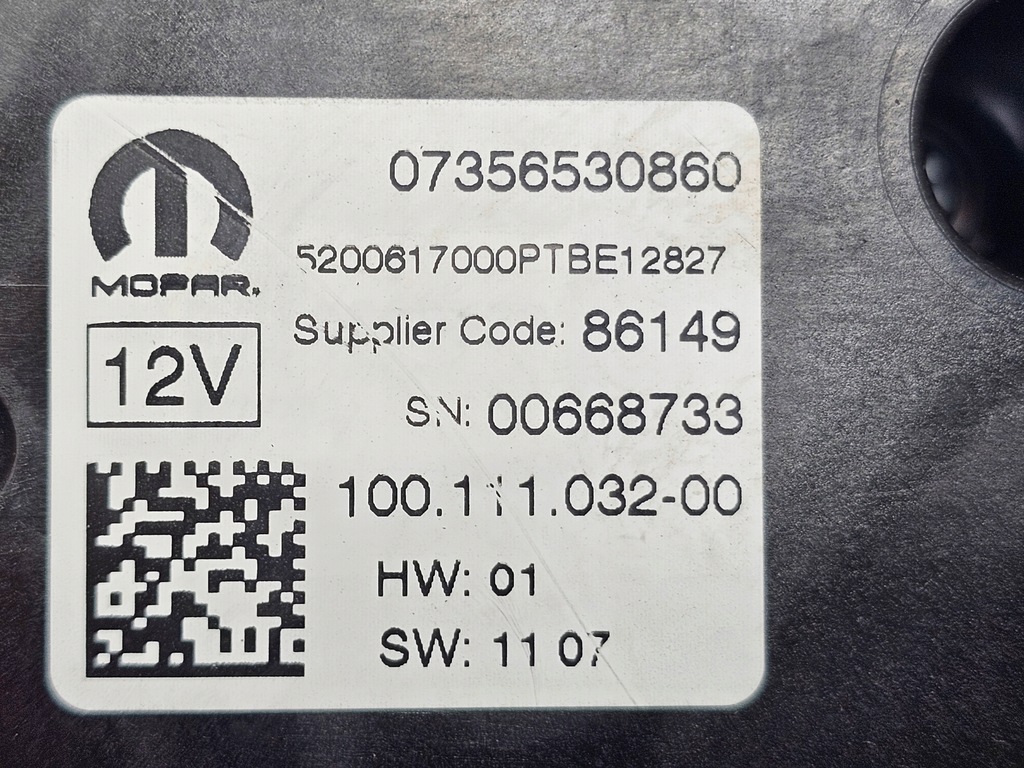 07356530860
MOPAR
5200617000PTBE12827
Supplier Code: 86149
12V
SN: 00668733
100.111.032-00
HW: 01
SW: 11 07